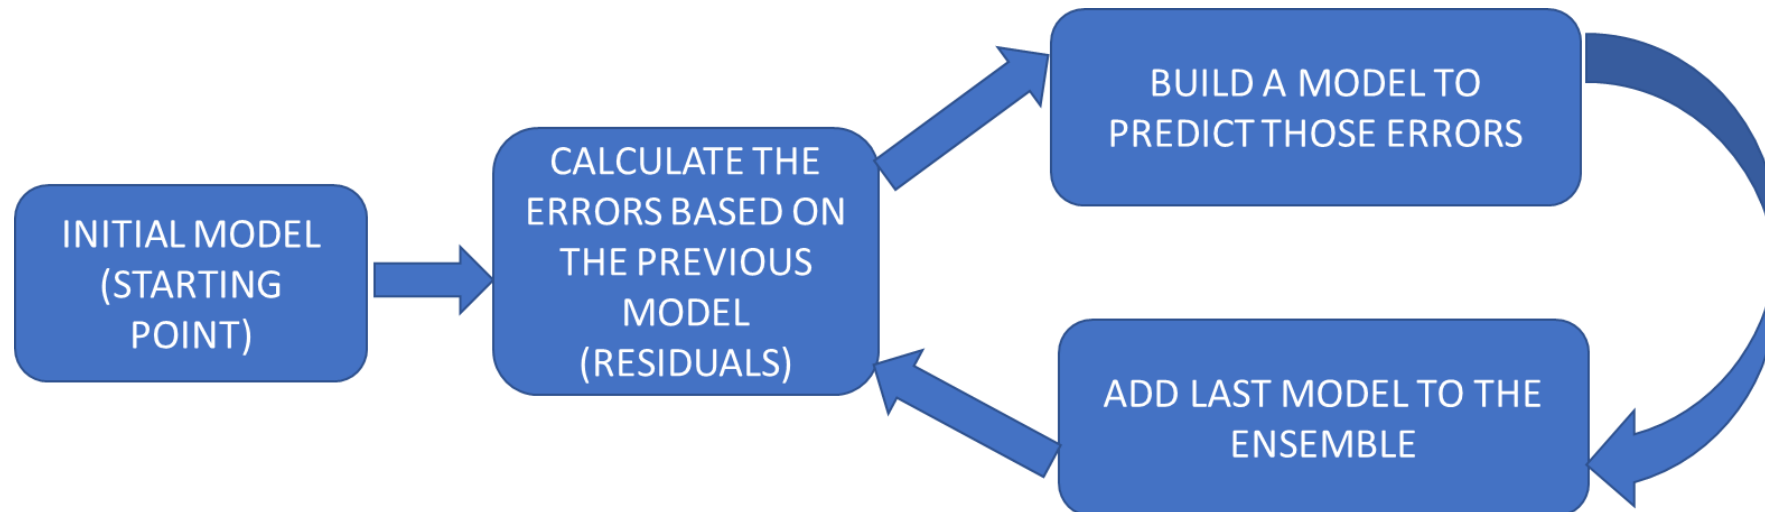 INITIAL MODEL
(STARTING
POINT)
CALCULATE THE
ERRORS BASED ON
THE PREVIOUS
MODEL
(RESIDUALS)
BUILD A MODEL TO
PREDICT THOSE ERRORS
ADD LAST MODEL TO THE
ENSEMBLE